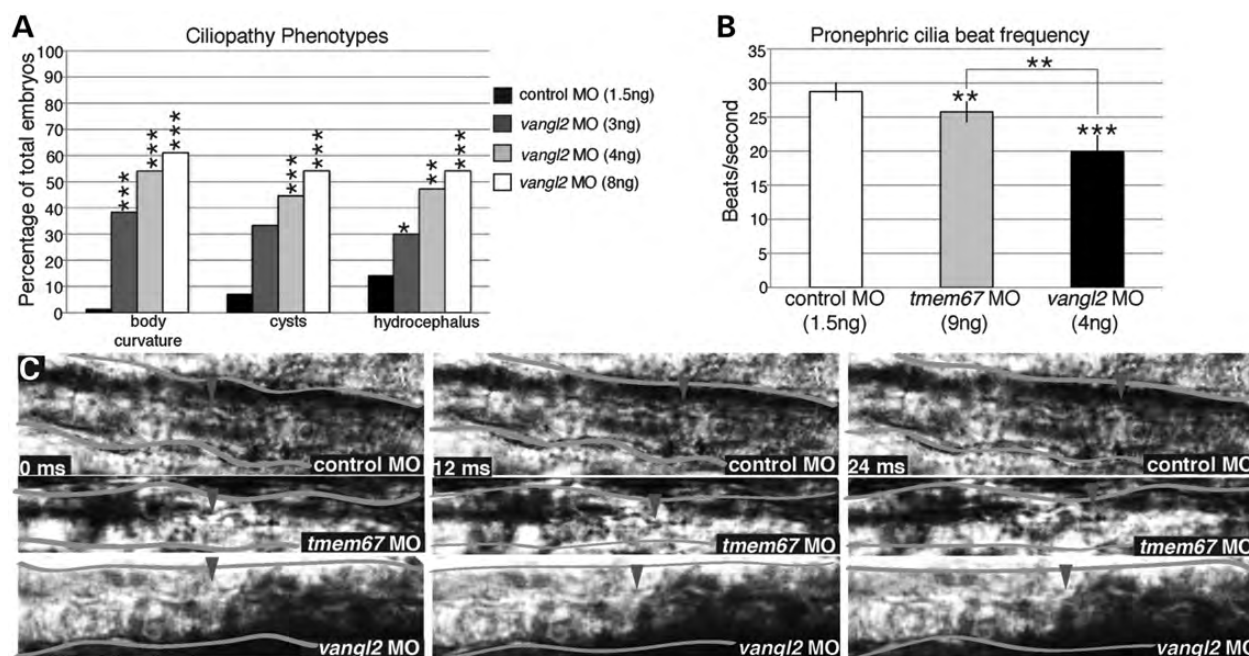 A
Ciliopathy Phenotypes
Percentage of total embryos
100
90
80
70
60
50
40
30
20
10
0
***
***
***
***
***
*
**
***
body
curvature
cysts
hydrocephalus
control MO (1.5ng)
vangl2 MO (3ng)
vangl2 MO (4ng)
vangl2 MO (8ng)
B
Pronephric cilia beat frequency
Beats/second
35
30
25
20
15
10
5
0
**
**
***
control MO
(1.5ng)
tmem67 MO
(9ng)
vangl2 MO
(4ng)
C
0 ms
control MO
12 ms
control MO
24 ms
control MO
tmem67 MO
tmem67 MO
tmem67 MO
vangl2 MO
vangl2 MO
vangl2 MO